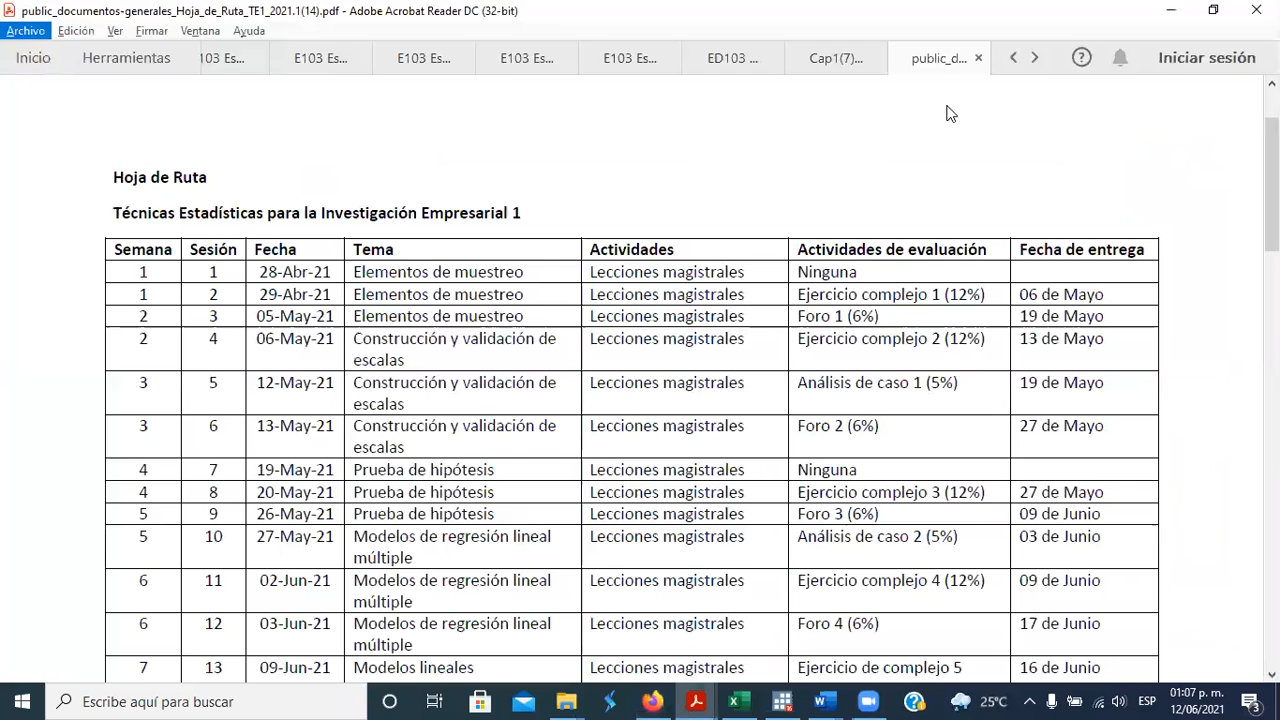 public_documentos-generales_Hoja_de_Ruta_TE1_2021.1(14).pdf - Adobe Acrobat Reader DC (32-bit)
Archivo Edición Ver Firmar Ventana Ayuda
Inicio Herramientas 103 Es... E103 Es... E103 Es... E103 Es... E103 Es... ED103 ... Cap1(7)... public_d... × Iniciar sesión
Hoja de Ruta
Técnicas Estadísticas para la Investigación Empresarial 1
Semana Sesión Fecha Tema Actividades Actividades de evaluación Fecha de entrega
1 1 28-Abr-21 Elementos de muestreo Lecciones magistrales Ninguna
1 2 29-Abr-21 Elementos de muestreo Lecciones magistrales Ejercicio complejo 1 (12%) 06 de Mayo
2 3 05-May-21 Elementos de muestreo Lecciones magistrales Foro 1 (6%) 19 de Mayo
2 4 06-May-21 Construcción y validación de Lecciones magistrales Ejercicio complejo 2 (12%) 13 de Mayo
escalas
3 5 12-May-21 Construcción y validación de Lecciones magistrales Análisis de caso 1 (5%) 19 de Mayo
escalas
3 6 13-May-21 Construcción y validación de Lecciones magistrales Foro 2 (6%) 27 de Mayo
escalas
4 7 19-May-21 Prueba de hipótesis Lecciones magistrales Ninguna
4 8 20-May-21 Prueba de hipótesis Lecciones magistrales Ejercicio complejo 3 (12%) 27 de Mayo
5 9 26-May-21 Prueba de hipótesis Lecciones magistrales Foro 3 (6%) 09 de Junio
5 10 27-May-21 Modelos de regresión lineal Lecciones magistrales Análisis de caso 2 (5%) 03 de Junio
múltiple
6 11 02-Jun-21 Modelos de regresión lineal Lecciones magistrales Ejercicio complejo 4 (12%) 09 de Junio
múltiple
6 12 03-Jun-21 Modelos de regresión lineal Lecciones magistrales Foro 4 (6%) 17 de Junio
múltiple
7 13 09-Jun-21 Modelos lineales Lecciones magistrales Ejercicio de complejo 5 16 de Junio
Escribe aquí para buscar 25°C ESP 01:07 p. m.
12/06/2021 3